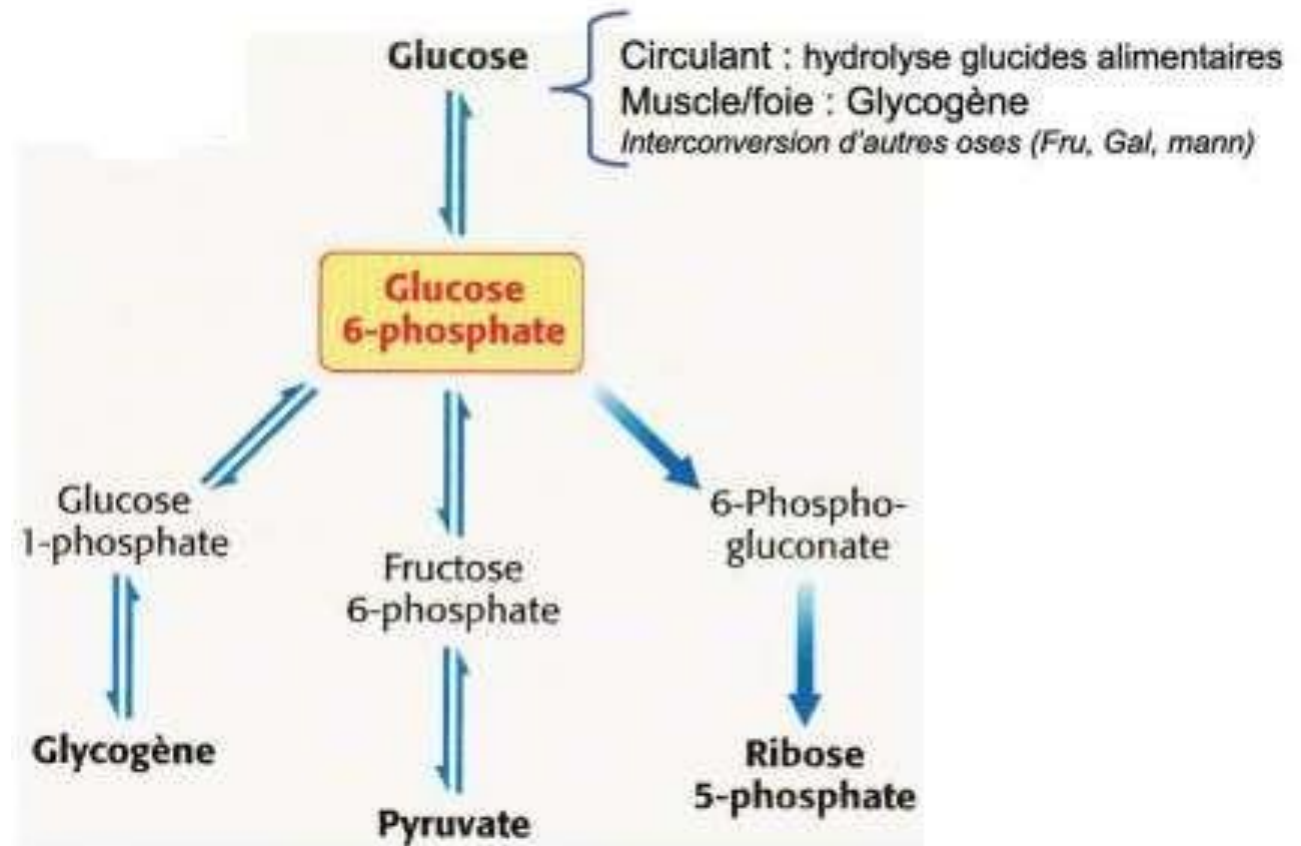 Glucose
Circulant : hydrolyse glucides alimentaires
Muscle/foie : Glycogène
Interconversion d'autres oses (Fru, Gal, mann)
Glucose
6-phosphate
Glucose
1-phosphate
Fructose
6-phosphate
6-Phospho-
gluconate
Glycogène
Pyruvate
Ribose
5-phosphate